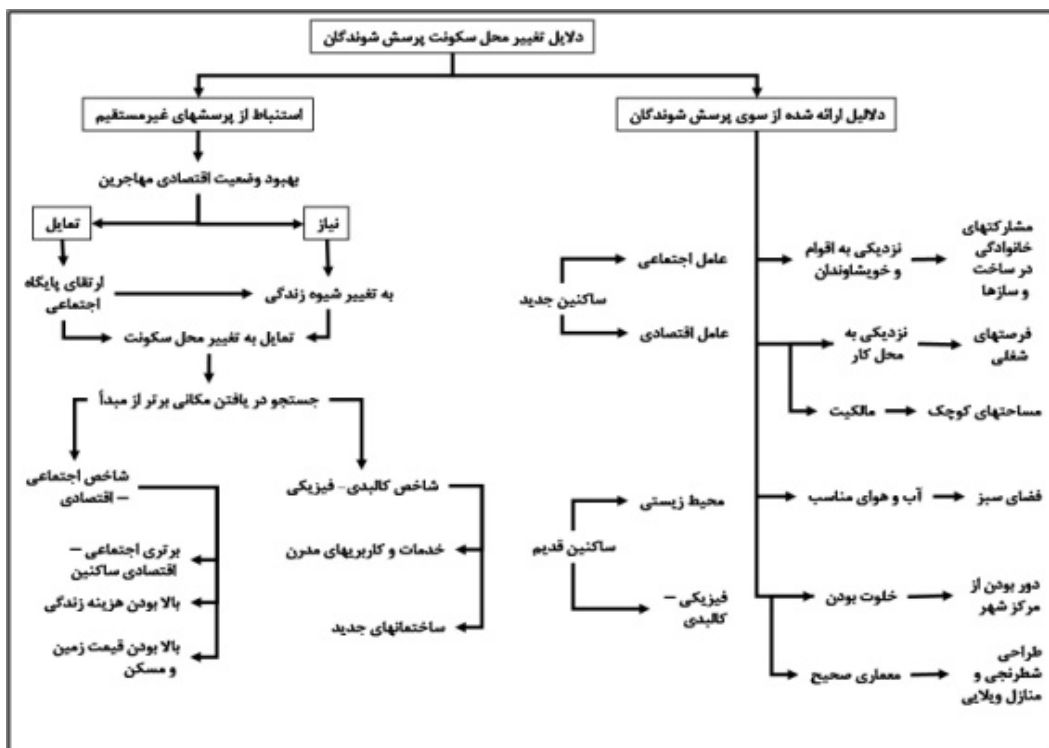 دلایل تغییر محل سکونت پرسش شوندگان
دلالیل ارائه شده از سوی پرسش شوندگان
استنباط از پرسشهای غیرمستقیم
مشارکتهای
خانوادگی
در ساخت
و سازها
نزدیکی به اقوام
و خویشاوندان
فرستهای
شغلی
نزدیکی به
محل کار
مساحتهای کوچک
مالکیت
فضای سبز
آب و هوای مناسب
دور بودن از
مرکز شهر
خلوت بودن
طراحی
شطرنجی و
منازل ویلایی
معماری صحیح
عامل اجتماعی
ساکنین جدید
عامل اقتصادی
محیط زیستی
ساکنین قدیم
فیزیکی –
کالبدی
بهبود وضعیت اقتصادی مهاجرین
نیاز
تمایل
به تغییر شیوه زندگی
ارتقای پایگاه
اجتماعی
تمایل به تغییر محل سکونت
جستجو در یافتن مکانی برتر از مبدأ
شاخص کالبدی– فیزیکی
خدمات و کاربریهای مدرن
ساختمانهای جدید
شاخص اجتماعی
– اقتصادی
برتری اجتماعی –
اقتصادی ساکنین
بالا بودن هزینه زندگی
بالا بودن قیمت زمین
و مسکن